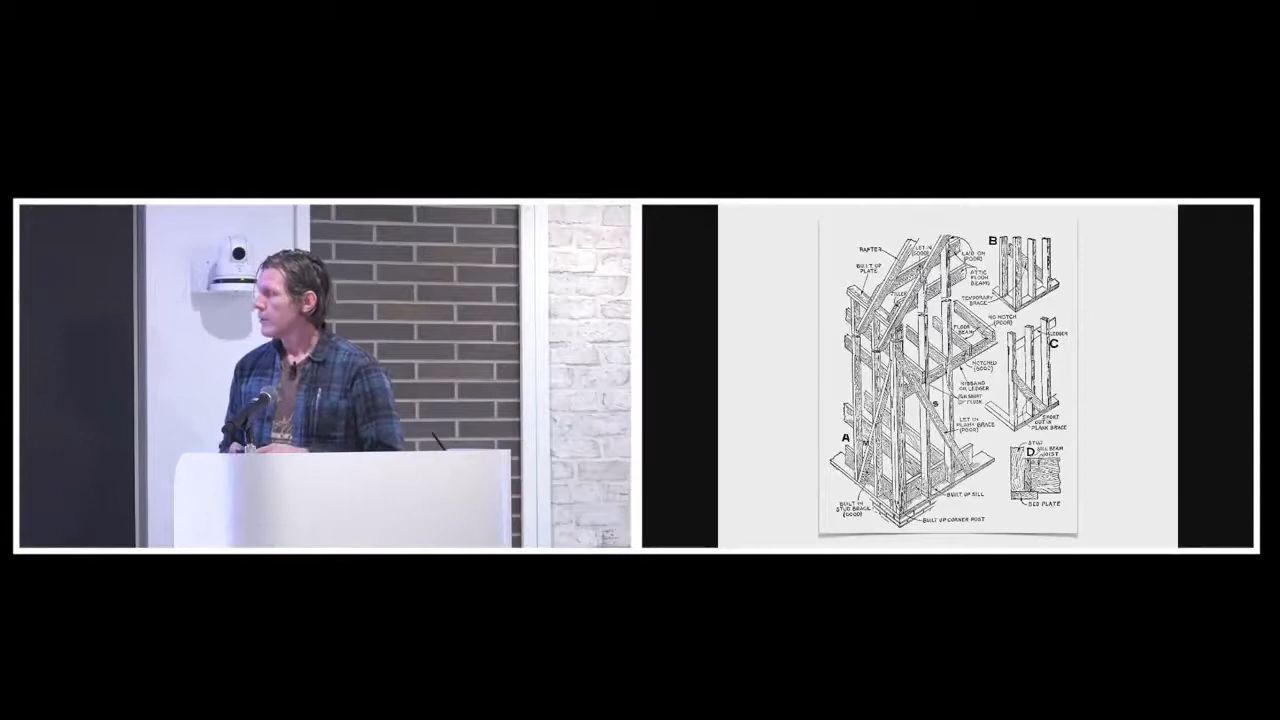 RAFTER
LET IN
(GOOD)
LAID ON
(POOR)
B
BUILT UP
PLATE
ATTIC
FLOOR
BEAMS
TEMPORARY
BRACE
NO NOTCH
(POOR)
FLOOR
BEAM
LEDGER
C
NOTCHED
(GOOD)
RIBBAND
OR LEDGER
S
LET IN
PLANK BRACE
(POOR)
SHORT
CUT IN
PLANK BRACE
A
M
STUD
D
SILL BEAM
JOIST
BUILT UP SILL
BED PLATE
BUILT IN
STUD BRACE
(GOOD)
BUILT UP CORNER POST